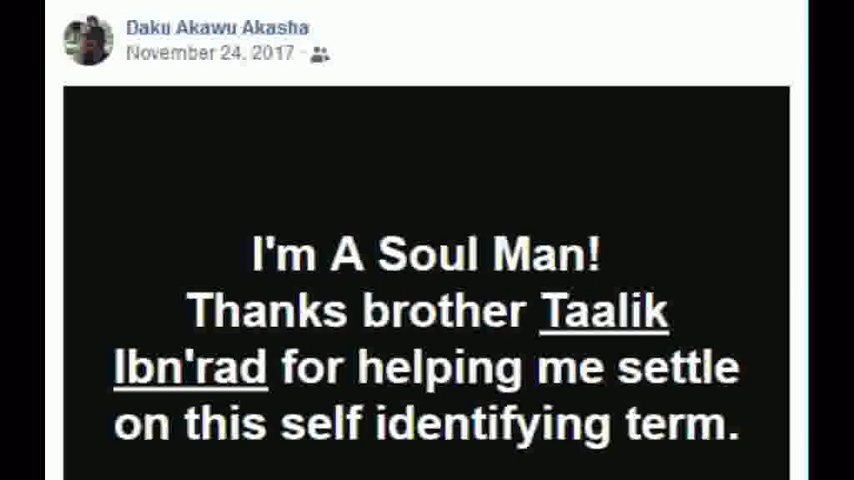 Daku Akawu Akasha
November 24, 2017 ·
I'm A Soul Man!
Thanks brother Taalik
Ibn'rad for helping me settle
on this self identifying term.